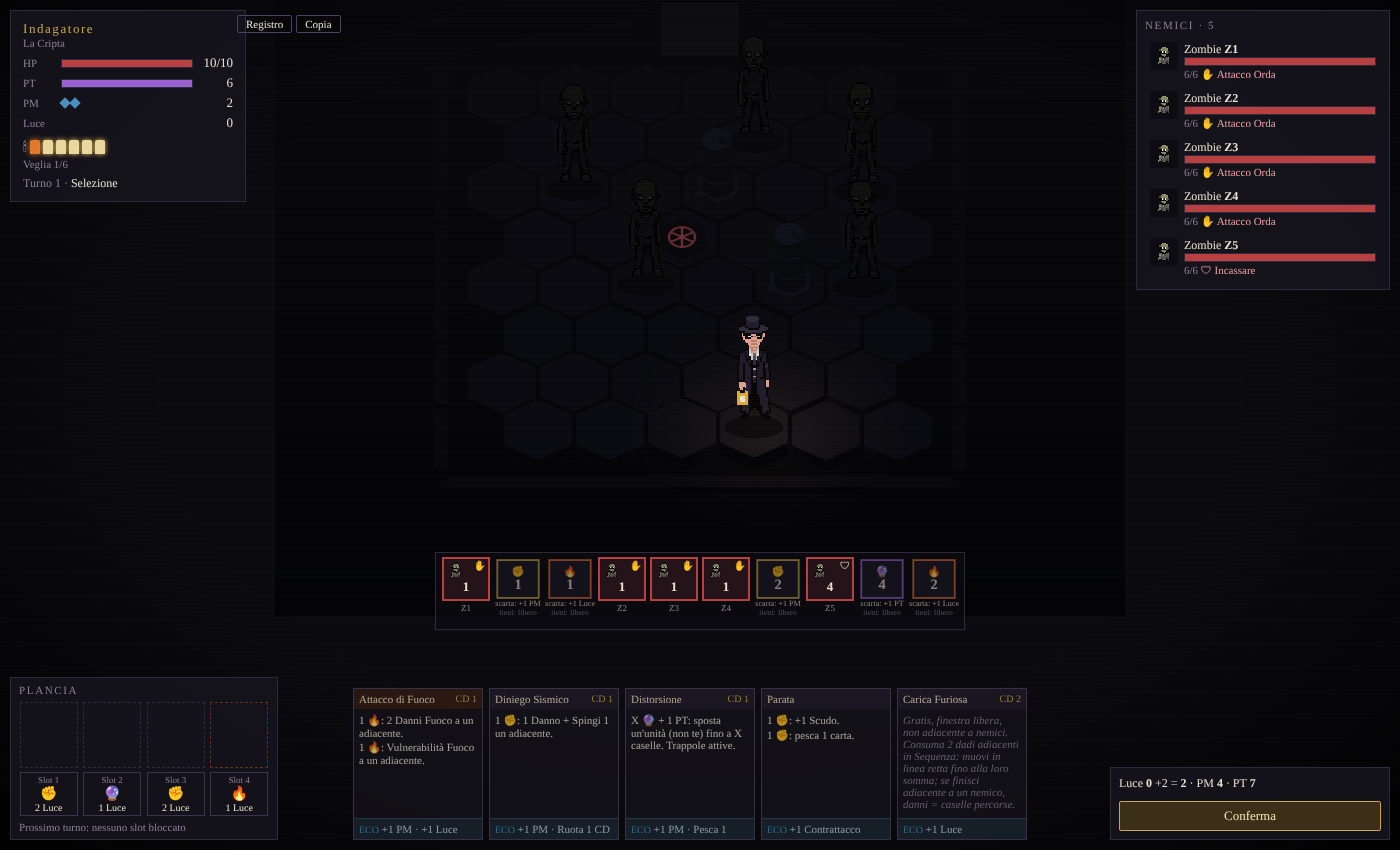 Indagatore
La Cripta
HP 10/10
PT 6
PM 2
Luce 0
Veglia 1/6
Turno 1 · Selezione
Registro
Copia
NEMICI · 5
Zombie Z1
6/6 ✋ Attacco Orda
Zombie Z2
6/6 ✋ Attacco Orda
Zombie Z3
6/6 ✋ Attacco Orda
Zombie Z4
6/6 ✋ Attacco Orda
Zombie Z5
6/6 🛡 Incassare
1 1 1 1 1 1 2 4 4 2
Z1
scarta: +1 PM
tieni: libero
scarta: +1 Luce
tieni: libero
Z2
Z3
Z4
scarta: +1 PM
tieni: libero
Z5
scarta: +1 PT
tieni: libero
scarta: +1 Luce
tieni: libero
PLANCIA
Slot 1
2 Luce
Slot 2
1 Luce
Slot 3
2 Luce
Slot 4
1 Luce
Prossimo turno: nessuno slot bloccato
Attacco di Fuoco CD 1
1 🔥: 2 Danni Fuoco a un
adiacente.
1 🔥: Vulnerabilità Fuoco
a un adiacente.
ECO +1 PM · +1 Luce
Diniego Sismico CD 1
1 ✊: 1 Danno + Spingi 1
un adiacente.
ECO +1 PM · Ruota 1 CD
Distorsione CD 1
X 🔮 + 1 PT: sposta
un'unità (non te) fino a X
caselle. Trappole attive.
ECO +1 PM · Pesca 1
Parata
1 ✊: +1 Scudo.
1 ✊: pesca 1 carta.
ECO +1 Contrattacco
Carica Furiosa CD 2
Gratis, finestra libera,
non adiacente a nemici.
Consuma 2 dadi adiacenti
in Sequenza: muovi in
linea retta fino alla loro
somma; se finisci
adiacente a un nemico,
danni = caselle percorse.
ECO +1 Luce
Luce 0 +2 = 2 · PM 4 · PT 7
Conferma